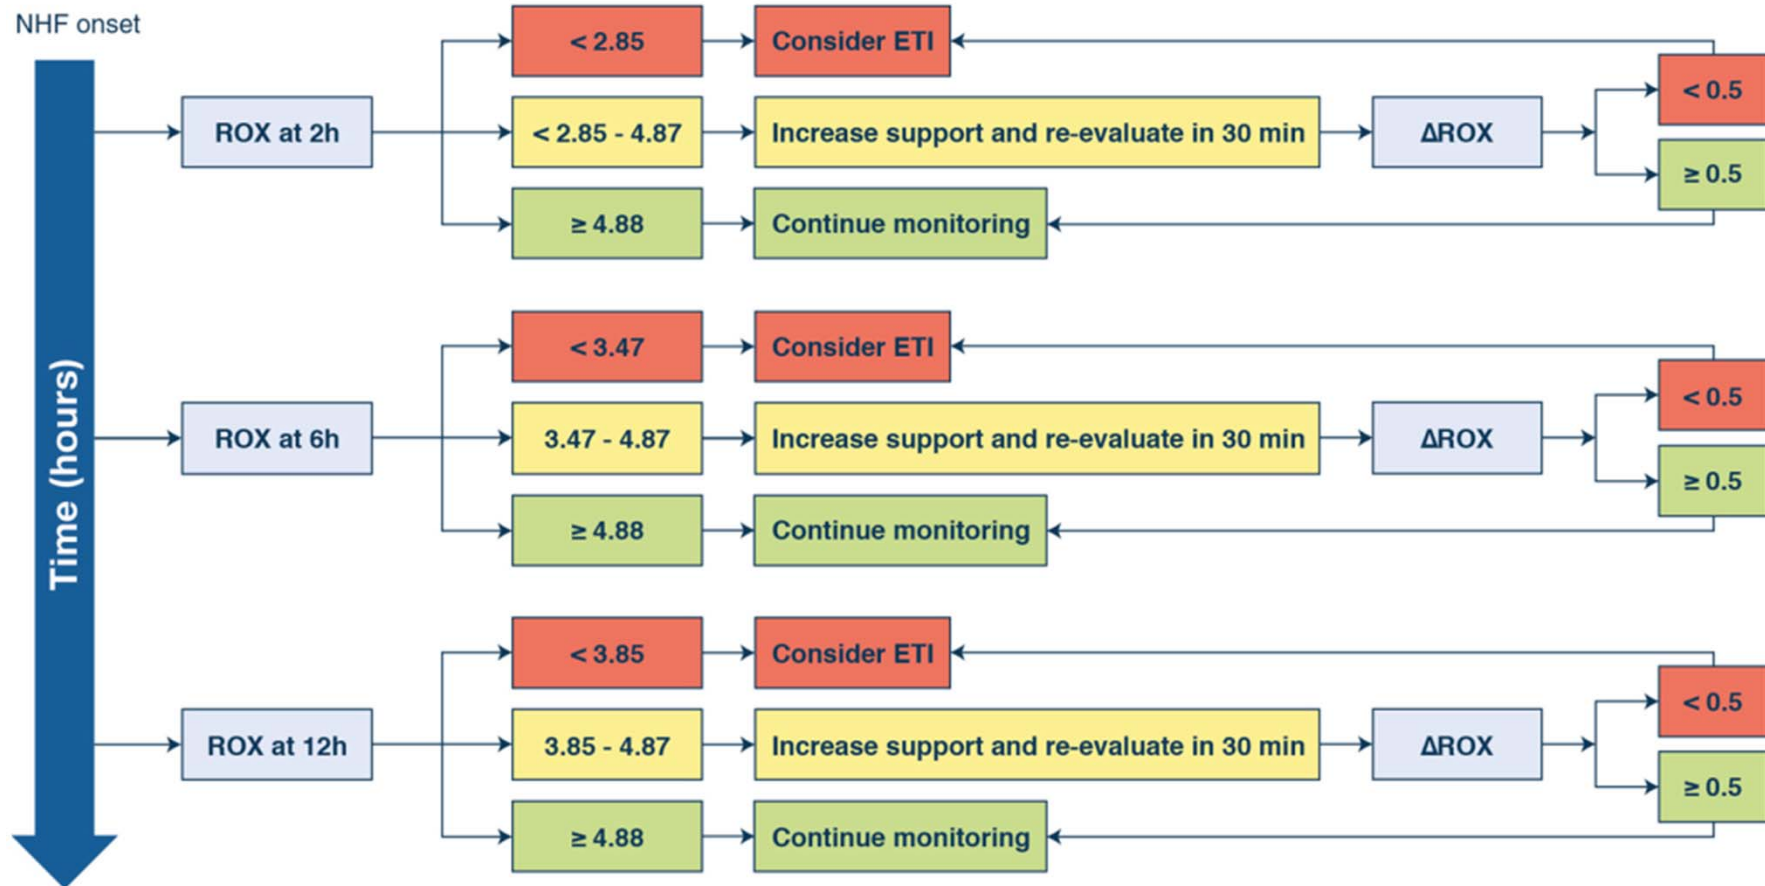 NHF onset
Time (hours)
ROX at 2h
< 2.85
Consider ETI
< 2.85 - 4.87
Increase support and re-evaluate in 30 min
ΔROX
< 0.5
≥ 0.5
≥ 4.88
Continue monitoring
ROX at 6h
< 3.47
Consider ETI
3.47 - 4.87
Increase support and re-evaluate in 30 min
ΔROX
< 0.5
≥ 0.5
≥ 4.88
Continue monitoring
ROX at 12h
< 3.85
Consider ETI
3.85 - 4.87
Increase support and re-evaluate in 30 min
ΔROX
< 0.5
≥ 0.5
≥ 4.88
Continue monitoring